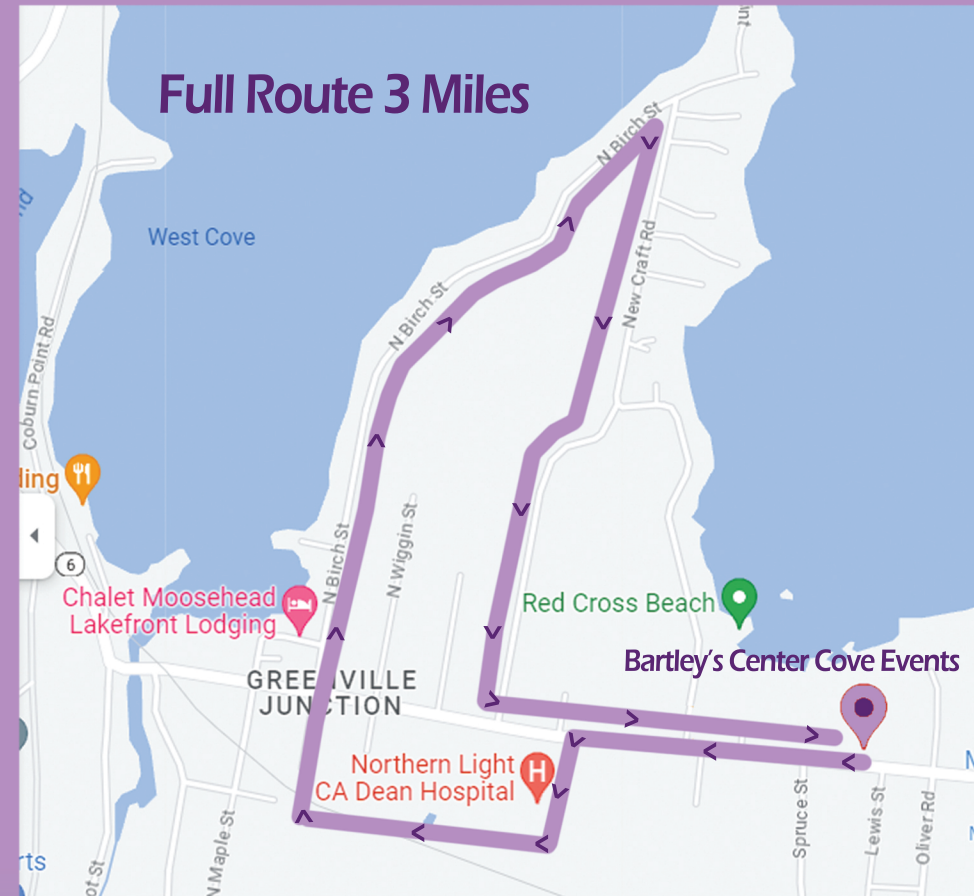 Full Route 3 Miles
N Birch St
West Cove
New Craft Rd
N Birch St
Coburn Point Rd
6
N Wiggin St
N Birch St
Chalet Moosehead
Lakefront Lodging
Red Cross Beach
Bartley's Center Cove Events
GREENVILLE
JUNCTION
Northern Light
CA Dean Hospital
H
N Maple St
Spruce St
Lewis St
Oliver Rd